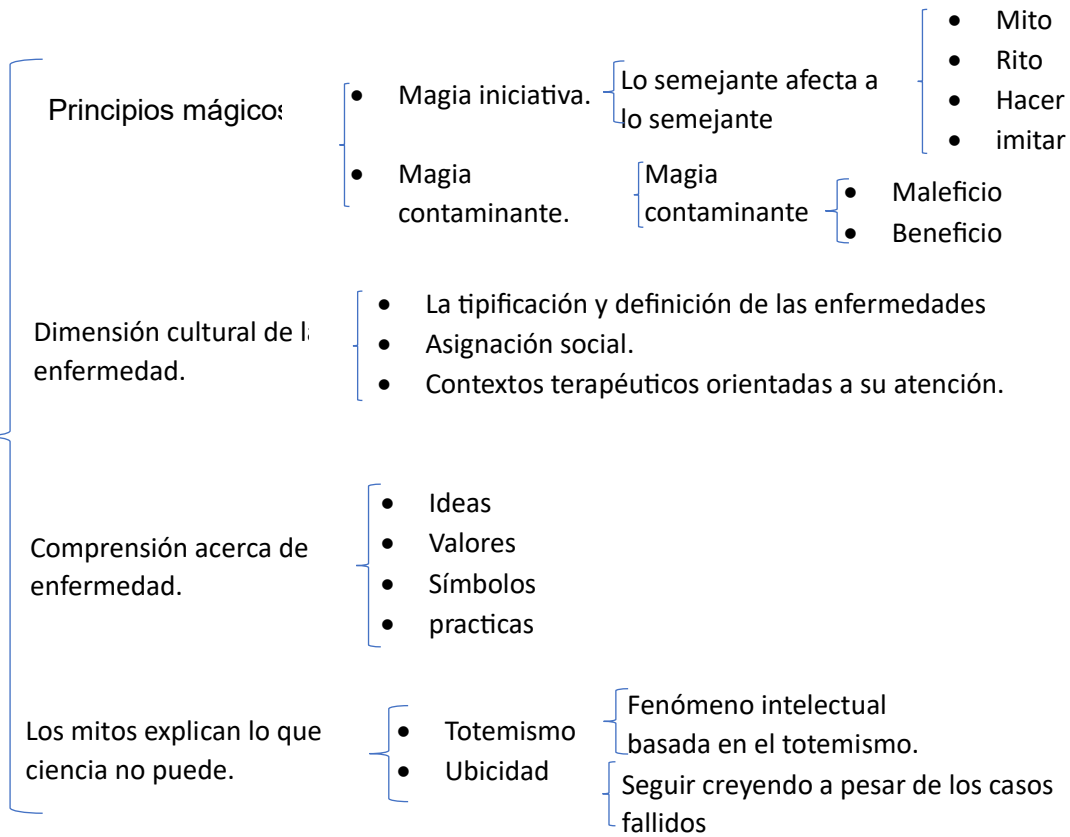 Principios mágicos
• Magia iniciativa.
Lo semejante afecta a
lo semejante
• Mito
• Rito
• Hacer
• imitar
• Magia
contaminante.
Magia
contaminante
• Maleficio
• Beneficio
Dimensión cultural de l
enfermedad.
• La tipificación y definición de las enfermedades
• Asignación social.
• Contextos terapéuticos orientadas a su atención.
Comprensión acerca de
enfermedad.
• Ideas
• Valores
• Símbolos
• practicas
Los mitos explican lo que
ciencia no puede.
• Totemismo
• Ubicidad
Fenómeno intelectual
basada en el totemismo.
Seguir creyendo a pesar de los casos
fallidos